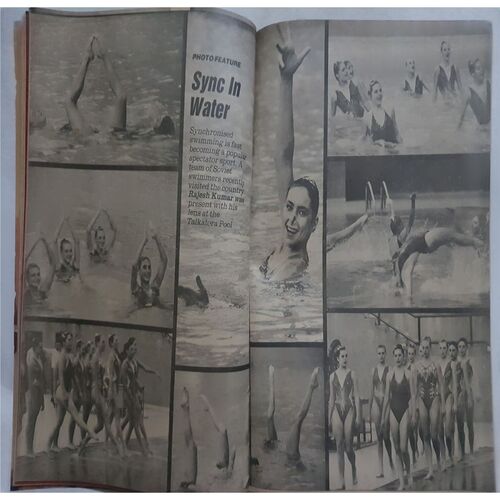 PHOTO FEATURE
Sync In
Water
Synchronised
swimming is fast
becoming a popular
spectator sport. A
team of Soviet
swimmers recently
visited the country.
Rajesh Kumar was
present with his
lens at the
Talkatora Pool